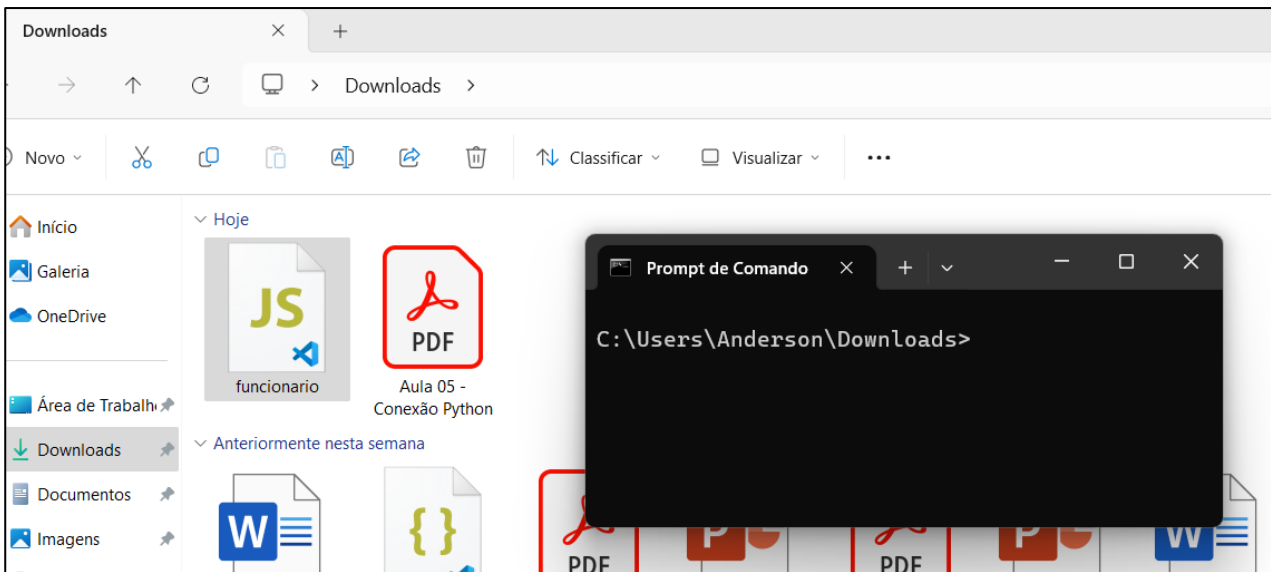 Downloads
Downloads
Novo
Classificar
Visualizar
Início
Galeria
OneDrive
Área de Trabalh
Downloads
Documentos
Imagens
Hoje
JS
funcionario
PDF
Aula 05 -
Conexão Python
Anteriormente nesta semana
W
{ }
PDF
P
PDF
P
W
Prompt de Comando
C:\Users\Anderson\Downloads>